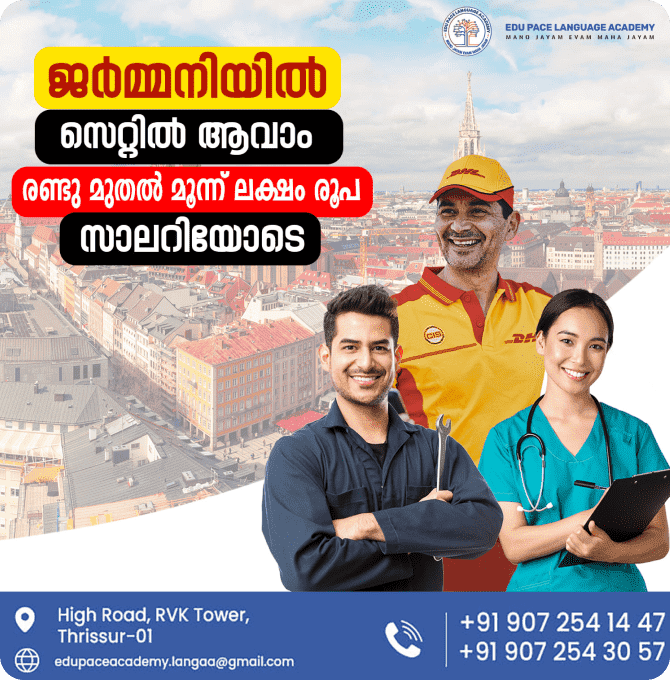 EDU PACE LANGUAGE ACADEMY
MANO JAYAM EVAM MAHA JAYAM
ജർമ്മനിയിൽ
സെറ്റിൽ ആവാം
രണ്ടു മുതൽ മൂന്ന് ലക്ഷം രൂപ
സാലറിയോടെ
DHL
DHL
High Road, RVK Tower,
Thrissur-01
edupaceacademy.langaa@gmail.com
+91 907 254 14 47
+91 907 254 30 57